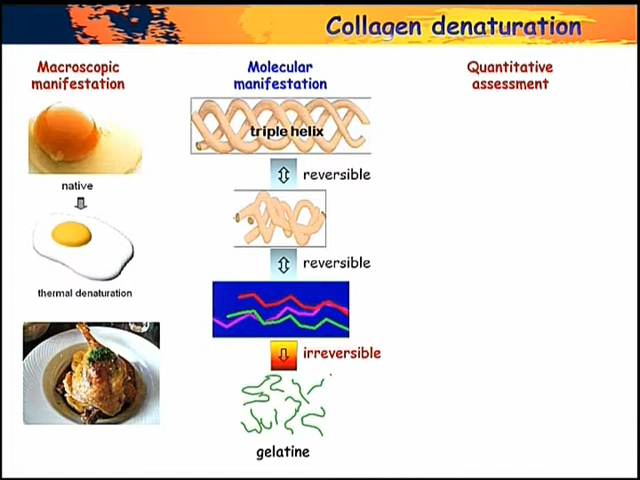 Collagen denaturation
Macroscopic
manifestation
native
thermal denaturation
Molecular
manifestation
triple helix
reversible
reversible
irreversible
gelatine
Quantitative
assessment